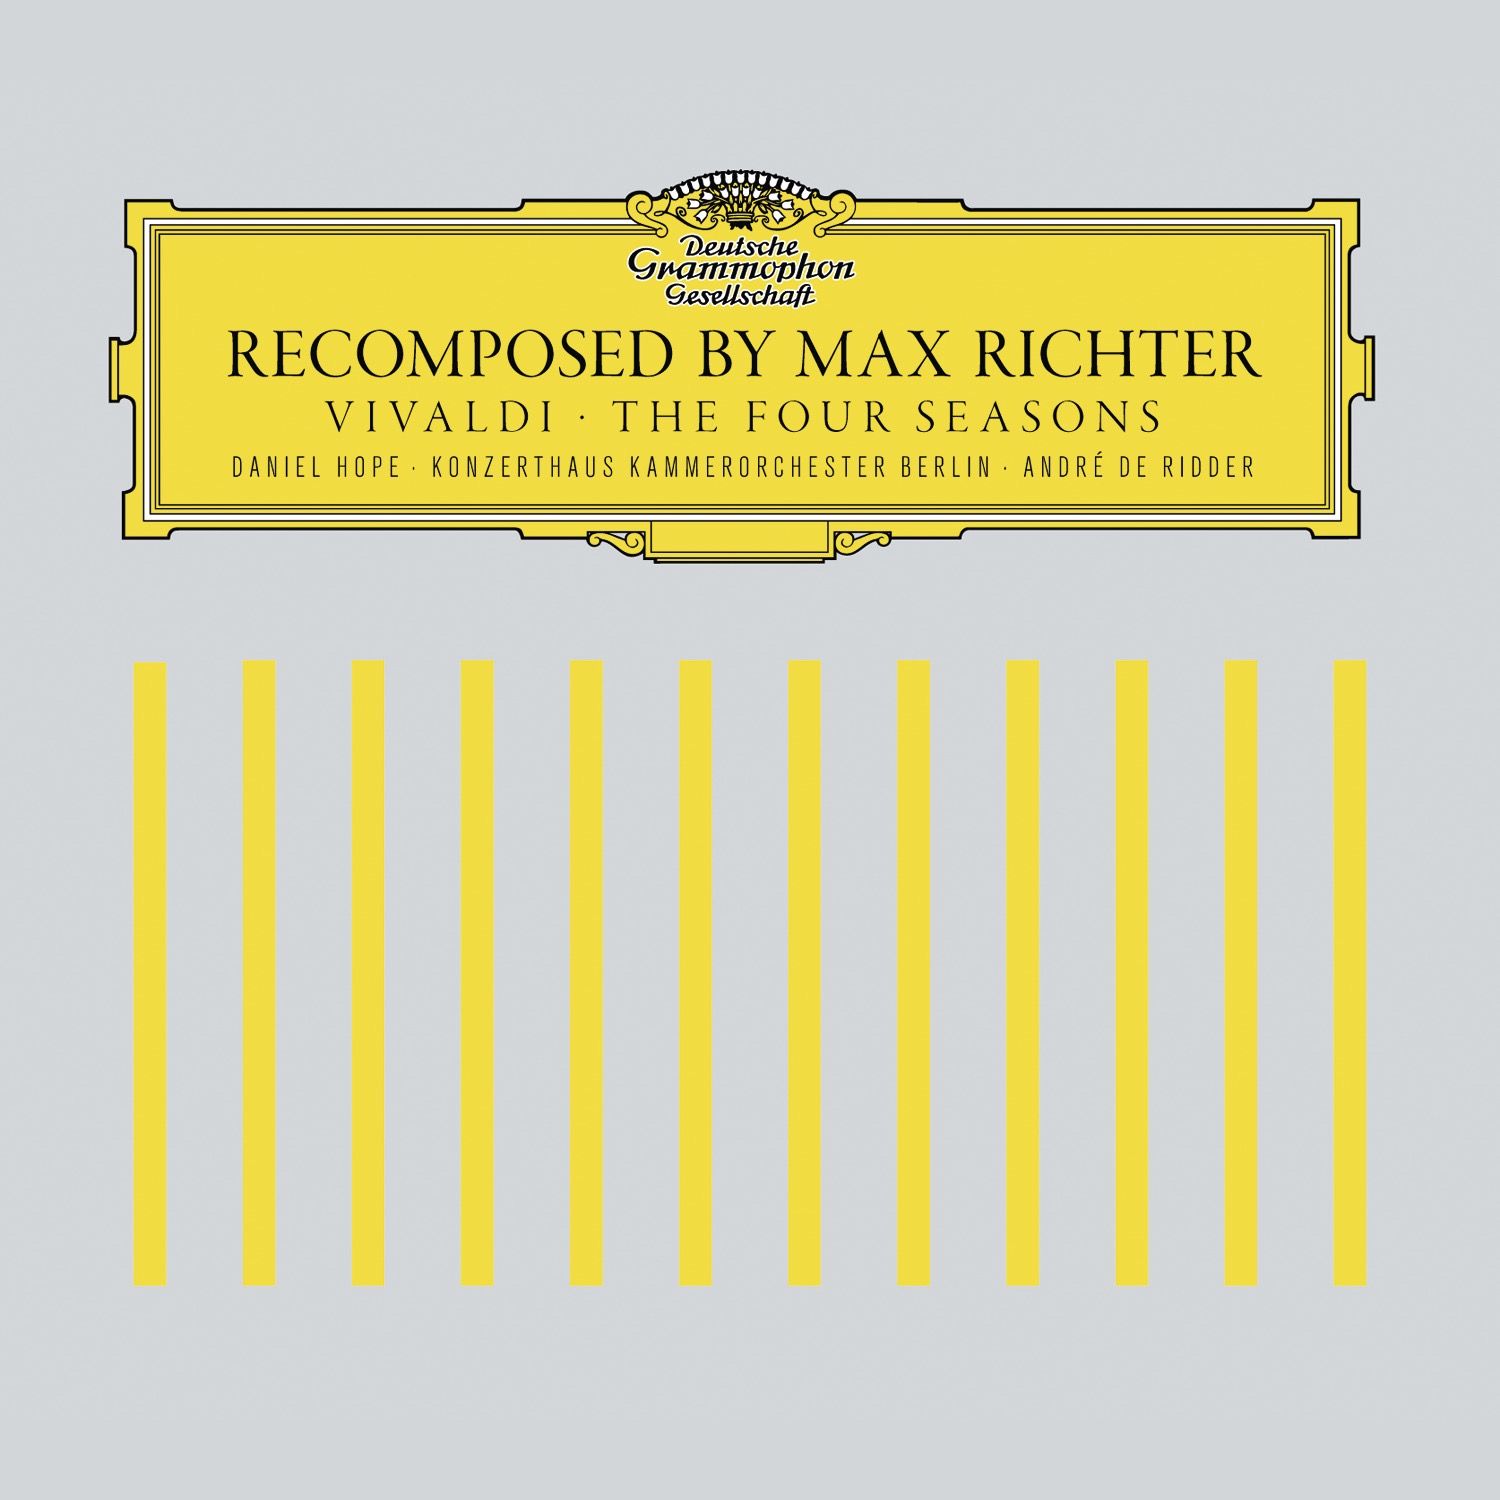 Deutsche
Grammophon
Gesellschaft
RECOMPOSED BY MAX RICHTER
VIVALDI · THE FOUR SEASONS
DANIEL HOPE · KONZERTHAUS KAMMERORCHESTER BERLIN · ANDRÉ DE RIDDER